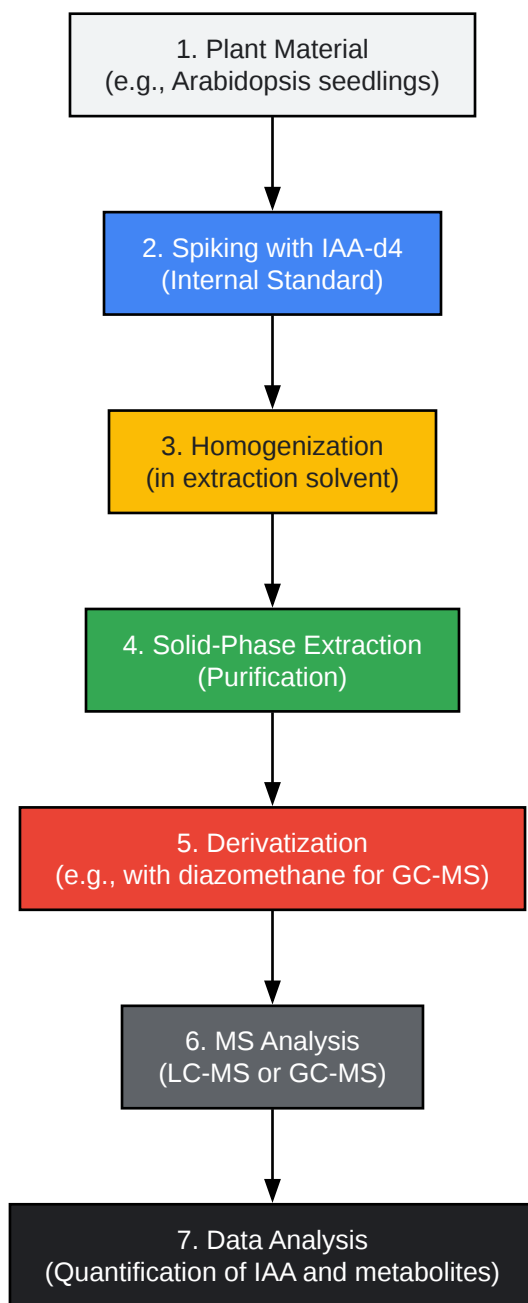 1. Plant Material
(e.g., Arabidopsis seedlings)
2. Spiking with IAA-d4
(Internal Standard)
3. Homogenization
(in extraction solvent)
4. Solid-Phase Extraction
(Purification)
5. Derivatization
(e.g., with diazomethane for GC-MS)
6. MS Analysis
(LC-MS or GC-MS)
7. Data Analysis
(Quantification of IAA and metabolites)